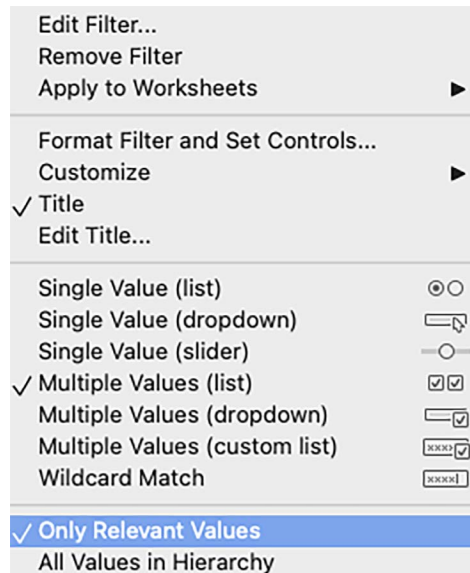 Edit Filter...
Remove Filter
Apply to Worksheets
Format Filter and Set Controls...
Customize
Title
Edit Title...
Single Value (list)
Single Value (dropdown)
Single Value (slider)
Multiple Values (list)
Multiple Values (dropdown)
Multiple Values (custom list) xxxx
Wildcard Match xxxx
Only Relevant Values
All Values in Hierarchy